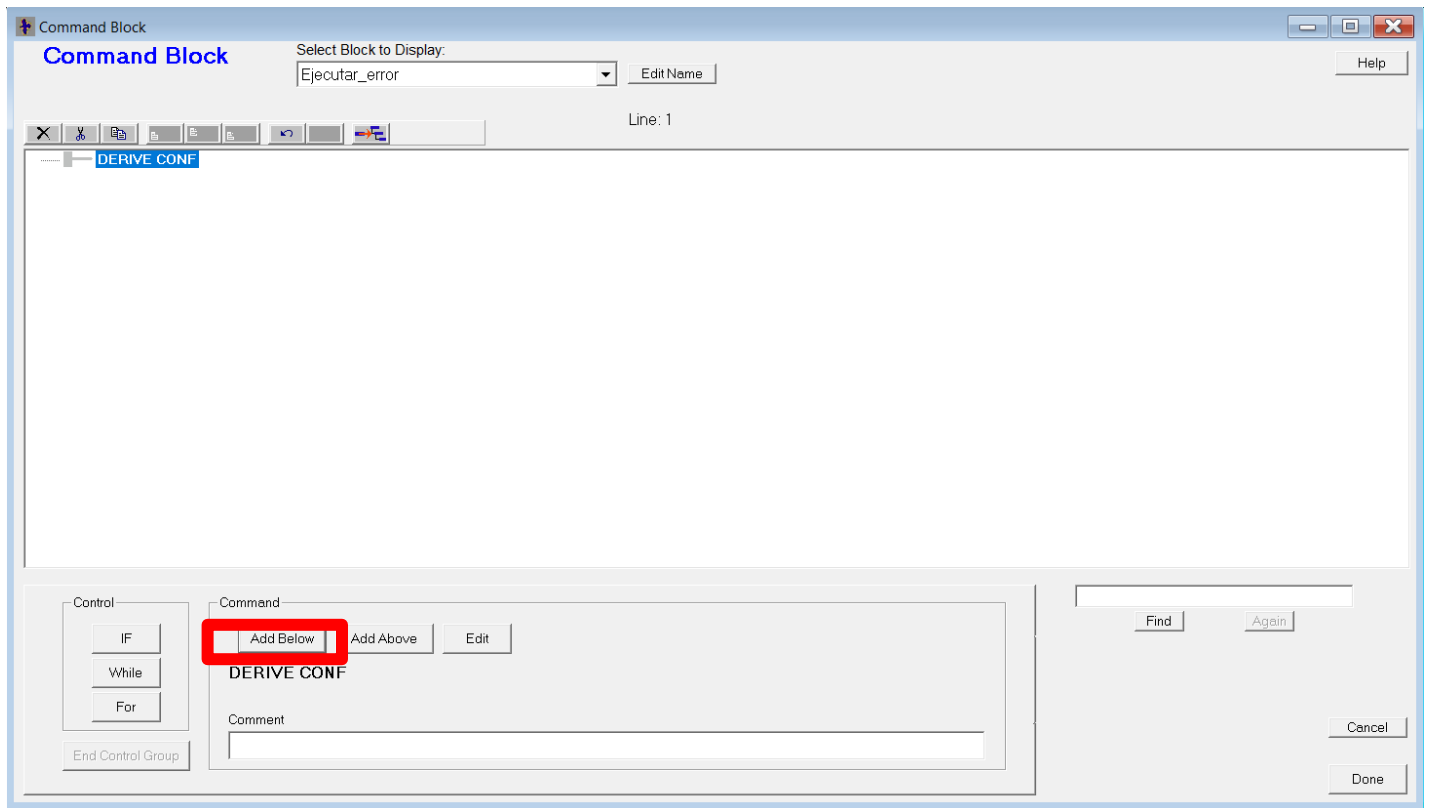 Command Block
Command Block
Select Block to Display:
Ejecutar_error
Edit Name
Help
Line: 1
DERIVE CONF
Control
IF
While
For
End Control Group
Command
Add Below
Add Above
Edit
DERIVE CONF
Comment
Find
Again
Cancel
Done